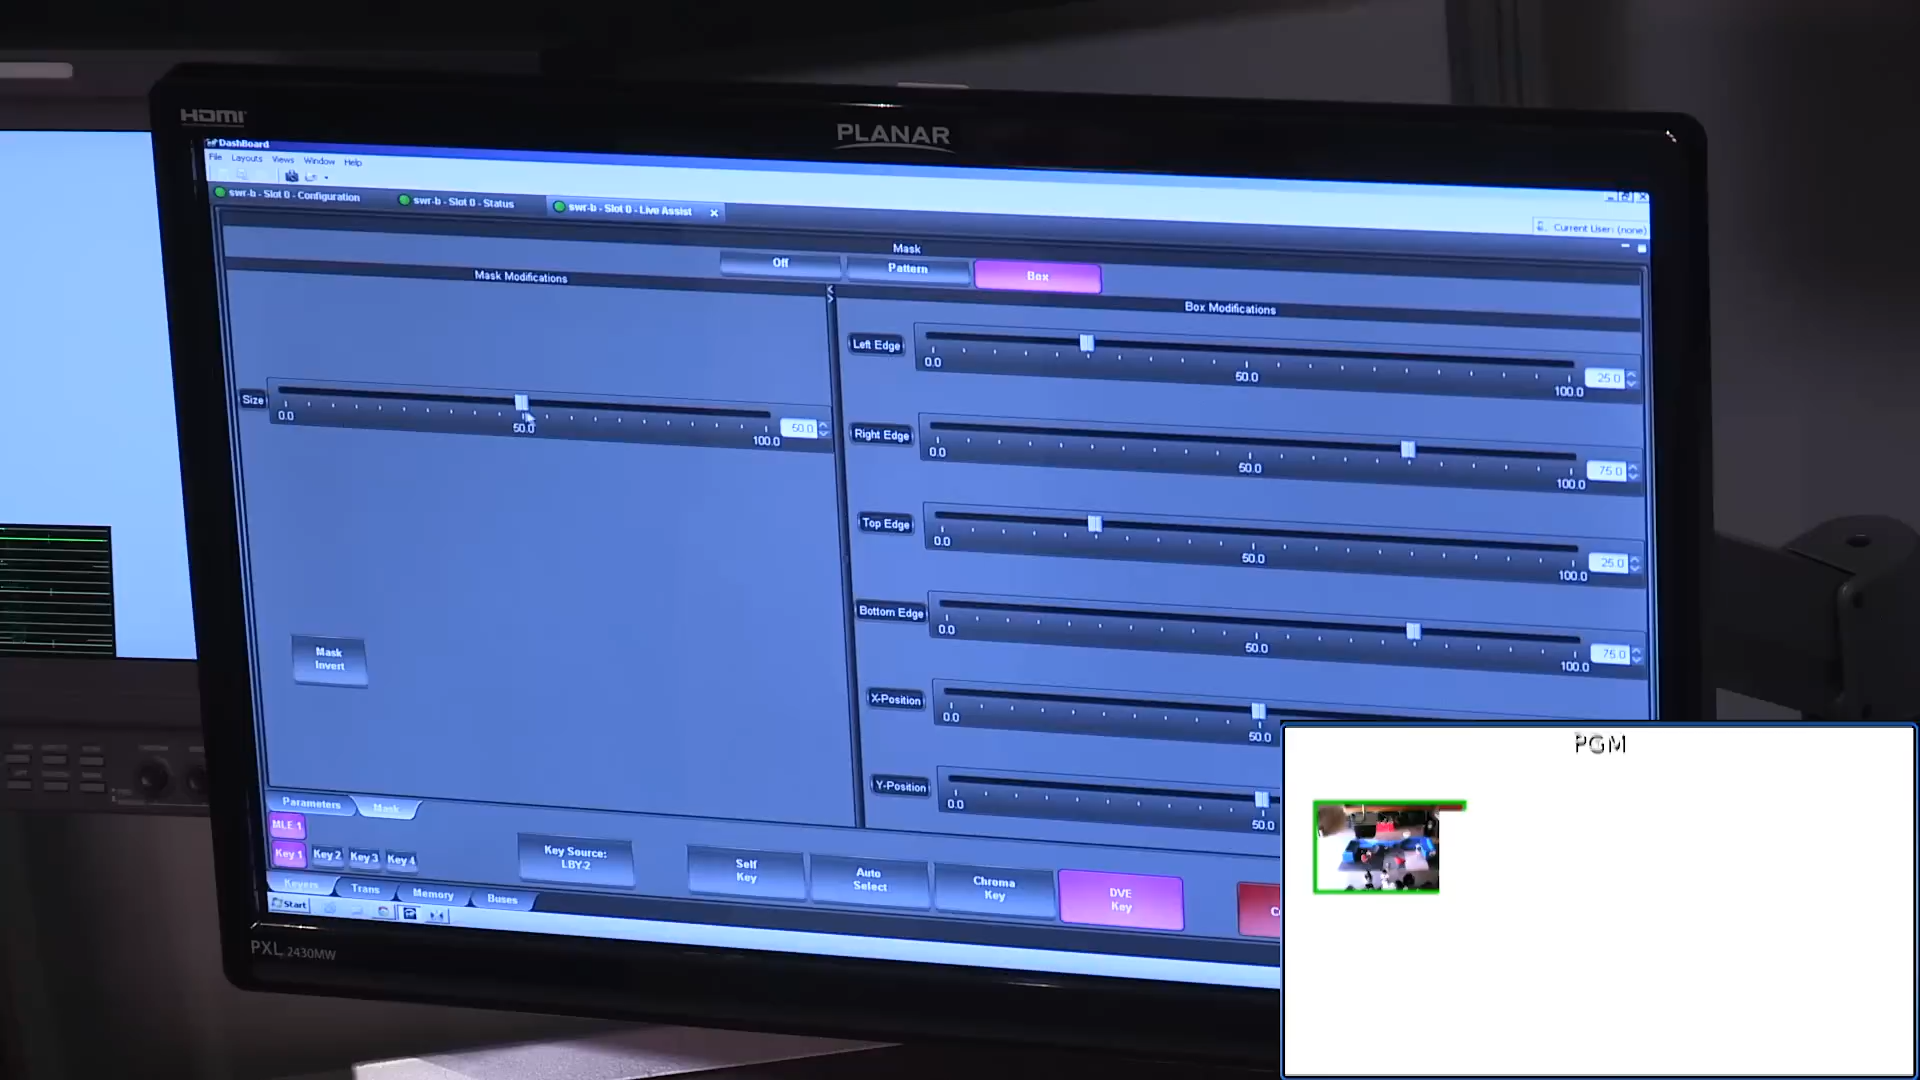 HDMI
PLANAR
DashBoard
File Layouts Views Window Help
swr-b - Slot 0 - Configuration
swr-b - Slot 0 - Status
swr-b - Slot 0 - Live Assist
Current User: (none)
Mask
Off
Pattern
Box
Mask Modifications
Box Modifications
Left Edge
0.0
50.0
100.0
25.0
Size
0.0
50.0
100.0
50.0
Right Edge
0.0
50.0
100.0
75.0
Top Edge
0.0
50.0
100.0
25.0
Bottom Edge
0.0
50.0
100.0
75.0
Mask
Invert
X-Position
0.0
50.0
Y-Position
0.0
50.0
PGM
Parameters
Mask
MLE 1
Key 1
Key 2
Key 3
Key 4
Key Source:
LBY-2
Self
Key
Auto
Select
Chroma
Key
DVE
Key
Keyers
Trans
Memory
Buses
Start
PXL 2430MW